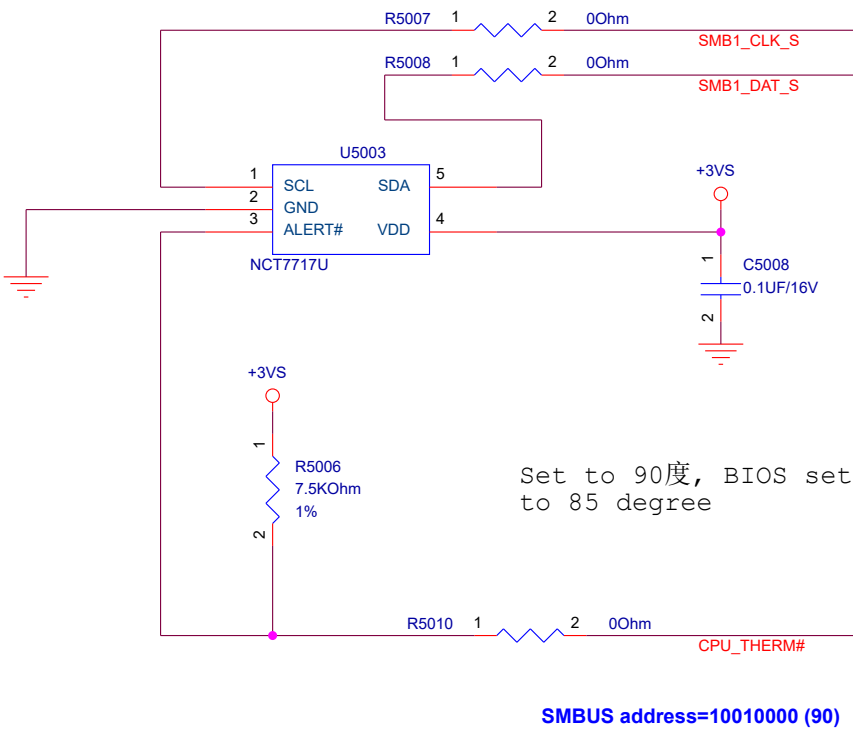 R5007 1 2 0Ohm
SMB1_CLK_S
R5008 1 2 0Ohm
SMB1_DAT_S
U5003
1 SCL SDA 5
2 GND
3 ALERT# VDD 4
NCT7717U
+3VS
1 C5008
0.1UF/16V
2
+3VS
1
R5006
7.5KOhm
1%
2
Set to 90度, BIOS set
to 85 degree
R5010 1 2 0Ohm
CPU_THERM#
SMBUS address=10010000 (90)